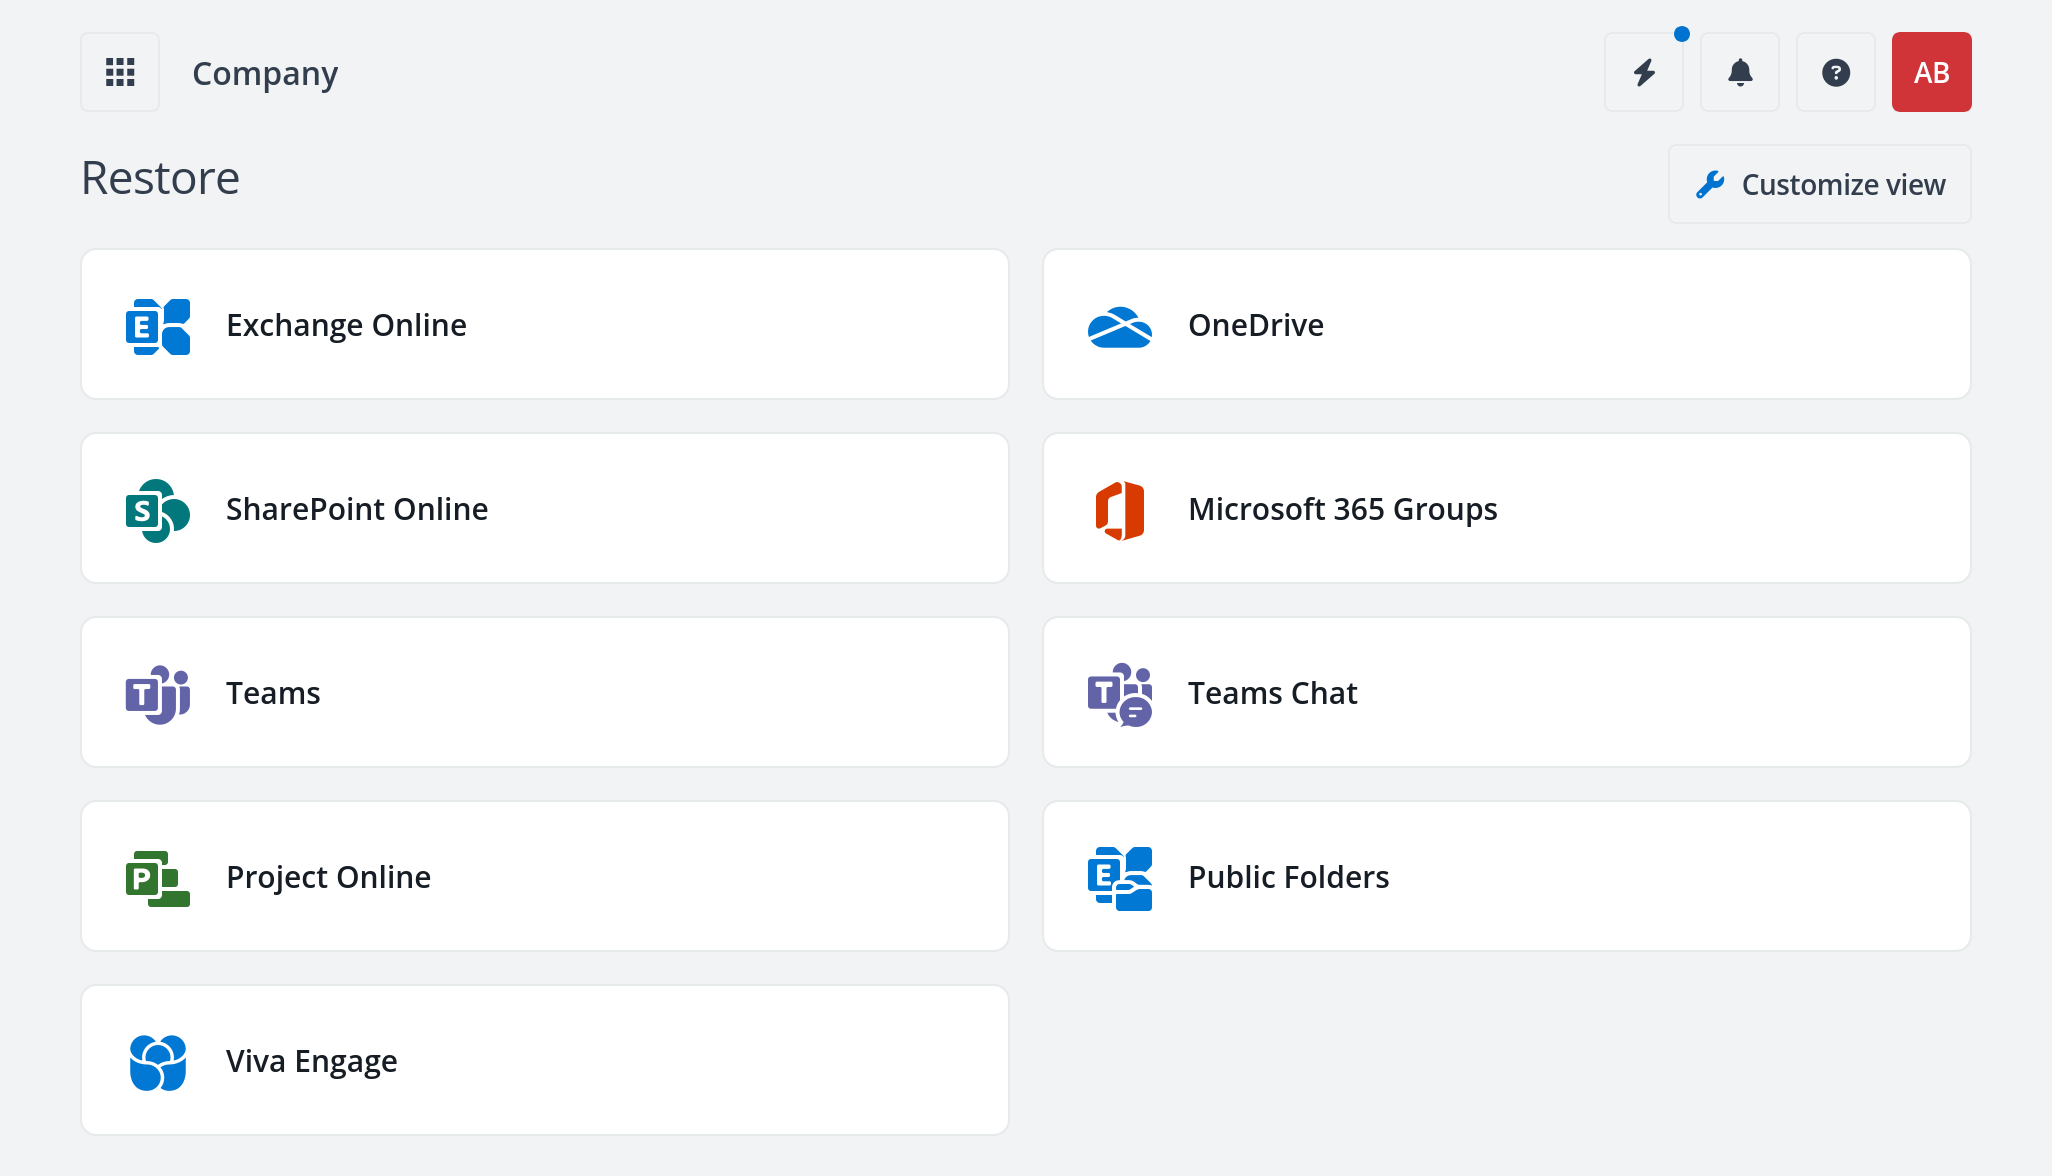 Company
AB
Restore
Customize view
E Exchange Online
OneDrive
S SharePoint Online
Microsoft 365 Groups
T Teams
T Teams Chat
P Project Online
E Public Folders
Viva Engage